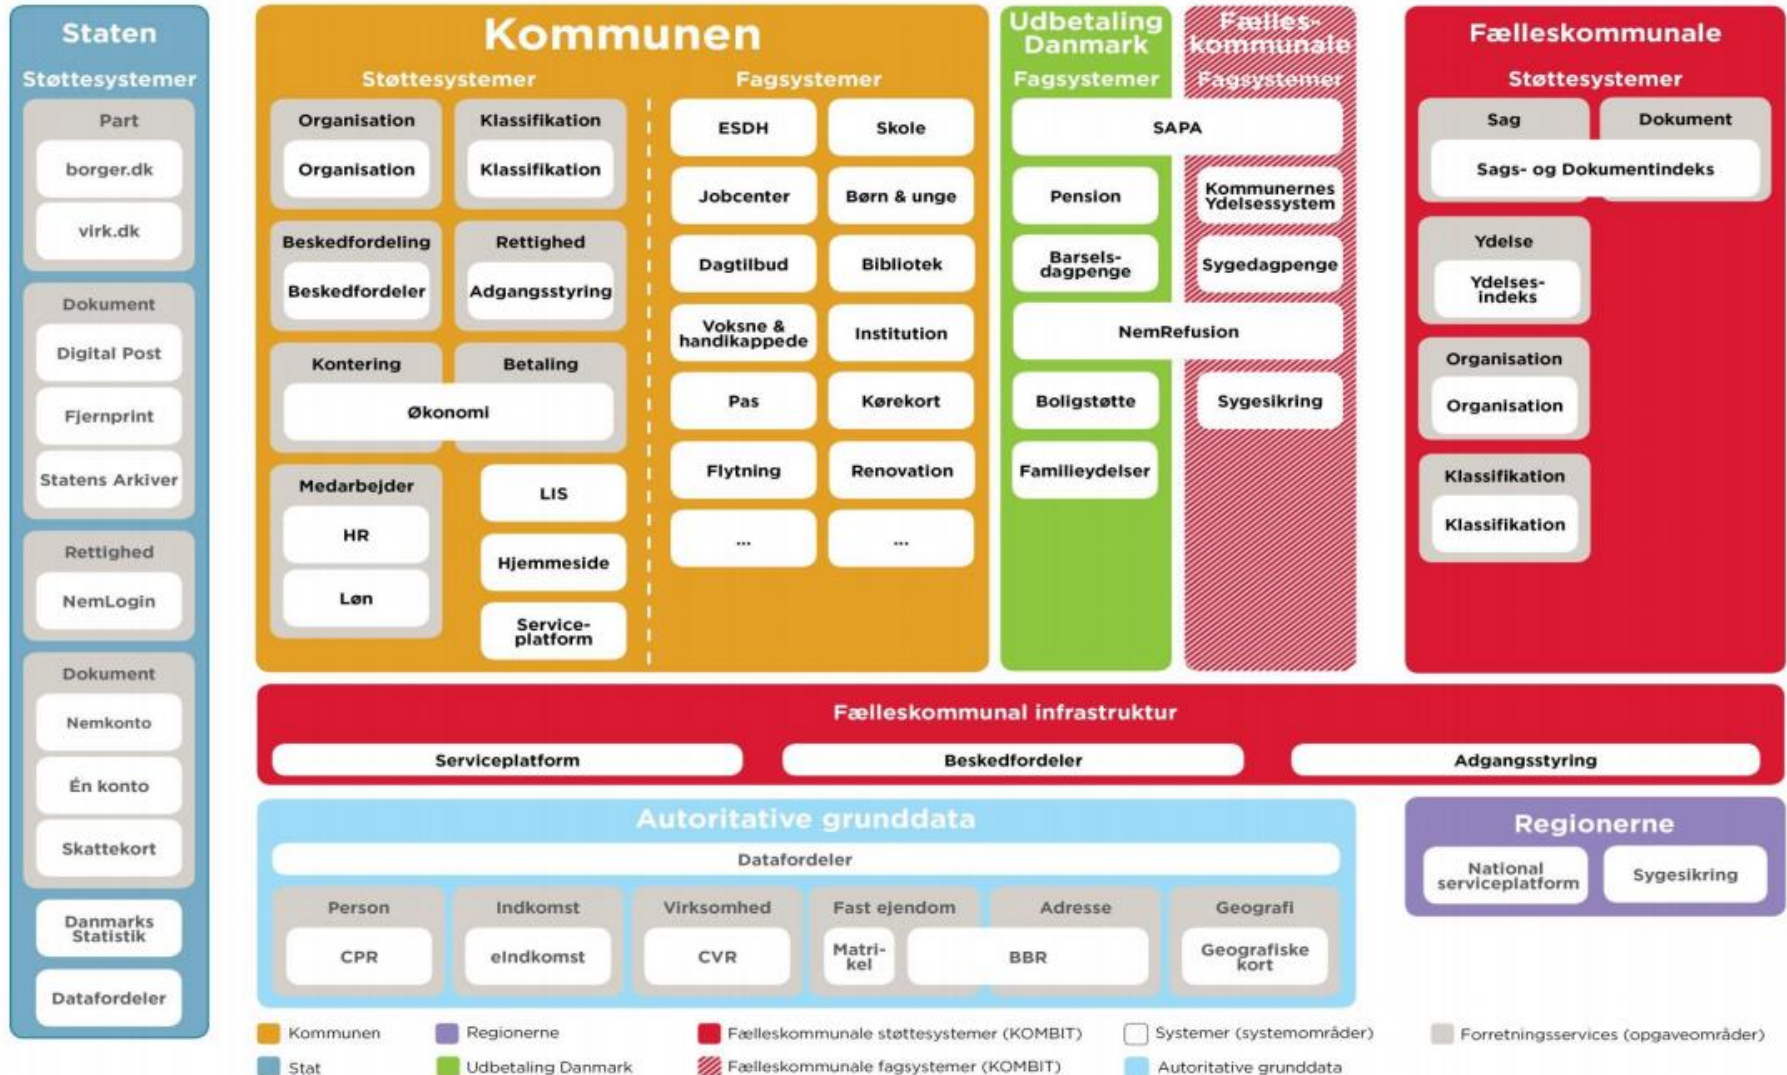 Staten
Støttesystemer
Part
borger.dk
virk.dk
Dokument
Digital Post
Fjernprint
Statens Arkiver
Rettighed
NemLogin
Dokument
Nemkonto
Én konto
Skattekort
Danmarks
Statistik
Datafordeler
Kommunen
Støttesystemer
Organisation
Organisation
Klassifikation
Klassifikation
Beskedfordeling
Beskedfordeler
Rettighed
Adgangsstyring
Kontering
Betaling
Økonomi
Medarbejder
HR
Løn
LIS
Hjemmeside
Service-
platform
Fagsystemer
ESDH
Skole
Jobcenter
Børn & unge
Dagtilbud
Bibliotek
Voksne &
handikappede
Institution
Pas
Kørekort
Flytning
Renovation
...
...
Udbetaling
Danmark
Fagsystemer
Fælles-
kommunale
Fagsystemer
SAPA
Pension
Kommunernes
Ydelsessystem
Barsels-
dagpenge
Sygedagpenge
NemRefusion
Boligstøtte
Sygesikring
Familieydelser
Fælleskommunale
Støttesystemer
Sag
Dokument
Sags- og Dokumentindeks
Ydelse
Ydelses-
indeks
Organisation
Organisation
Klassifikation
Klassifikation
Fælleskommunal infrastruktur
Serviceplatform
Beskedfordeler
Adgangsstyring
Autoritative grunddata
Datafordeler
Person
CPR
Indkomst
eIndkomst
Virksomhed
CVR
Fast ejendom
Adresse
Matri-
kel
BBR
Geografi
Geografiske
kort
Regionerne
National
serviceplatform
Sygesikring
Kommunen
Regionerne
Fælleskommunale støttesystemer (KOMBIT)
Systemer (systemområder)
Forretningsservices (opgaveområder)
Stat
Udbetaling Danmark
Fælleskommunale fagsystemer (KOMBIT)
Autoritative grunddata